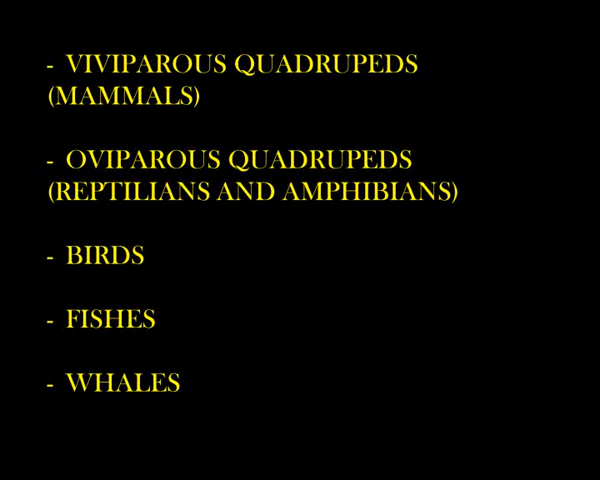 - VIVIPAROUS QUADRUPEDS
(MAMMALS)
- OVIPAROUS QUADRUPEDS
(REPTILIANS AND AMPHIBIANS)
- BIRDS
- FISHES
- WHALES